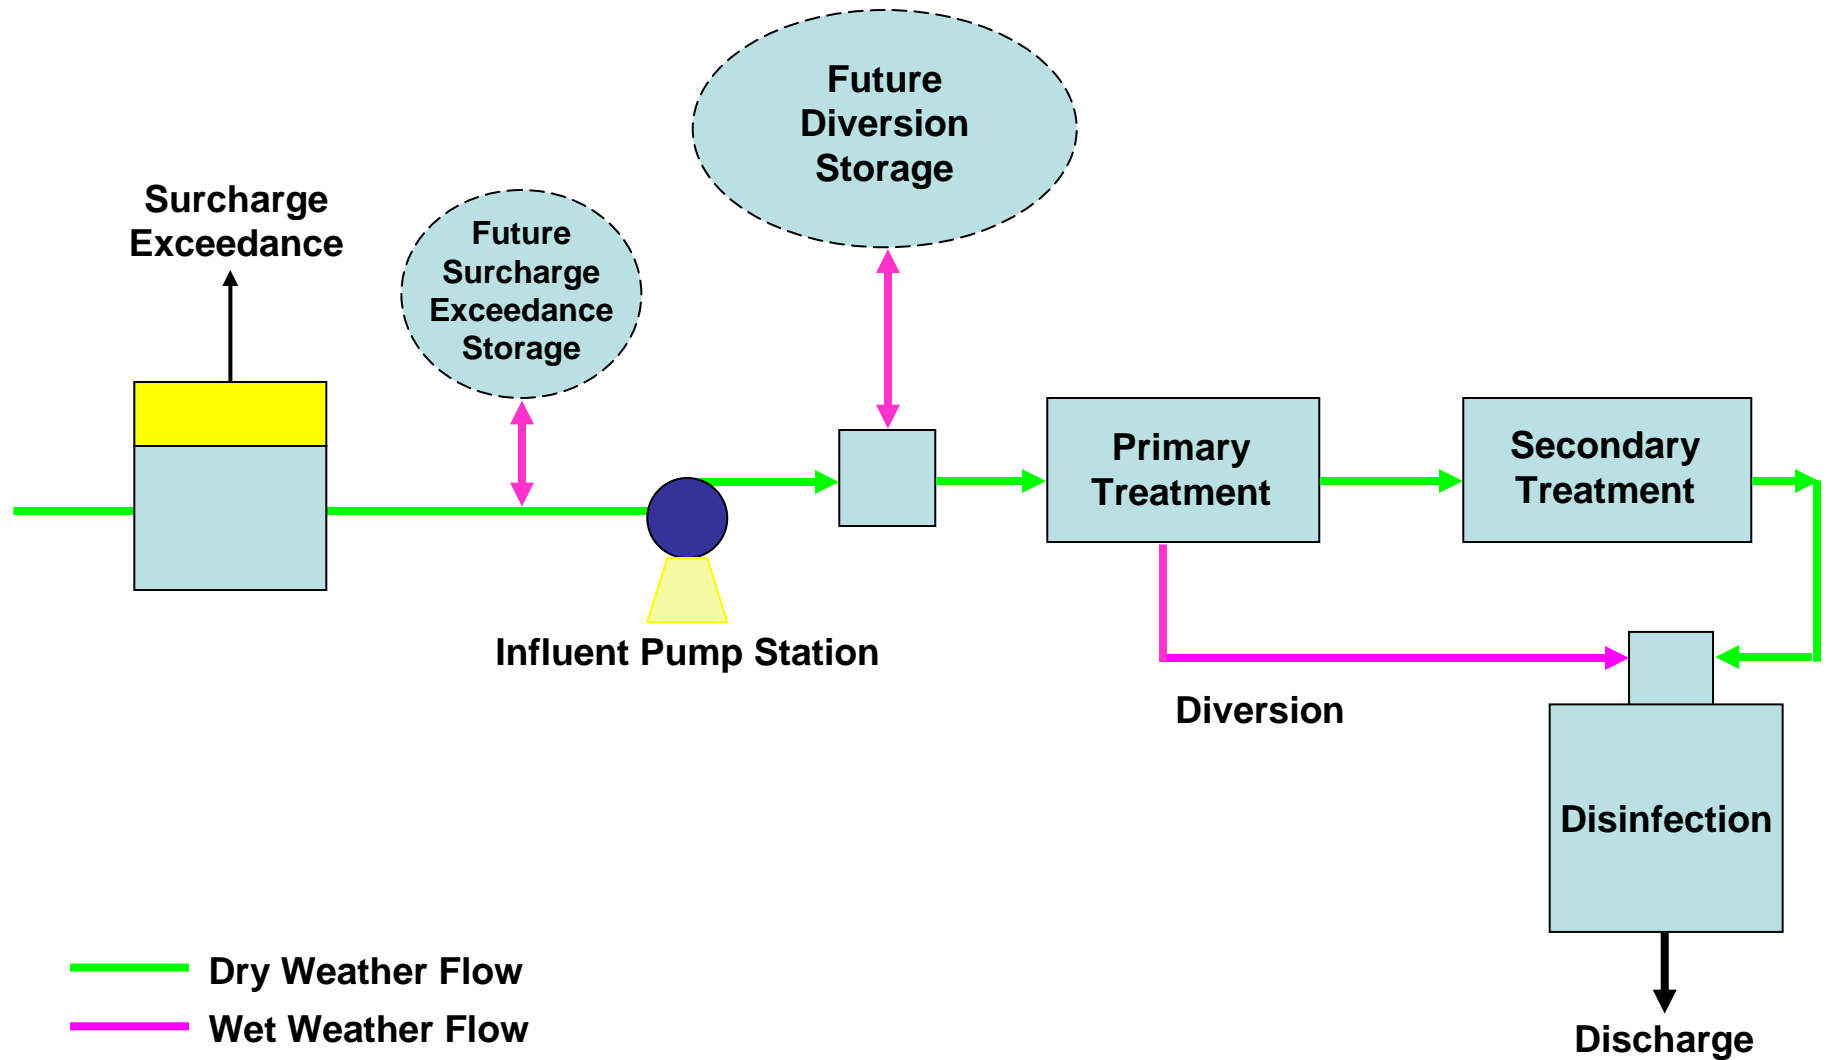 Future
Diversion
Storage
Surcharge
Exceedance
Future
Surcharge
Exceedance
Storage
Primary
Treatment
Secondary
Treatment
Influent Pump Station
Diversion
Disinfection
Dry Weather Flow
Wet Weather Flow
Discharge